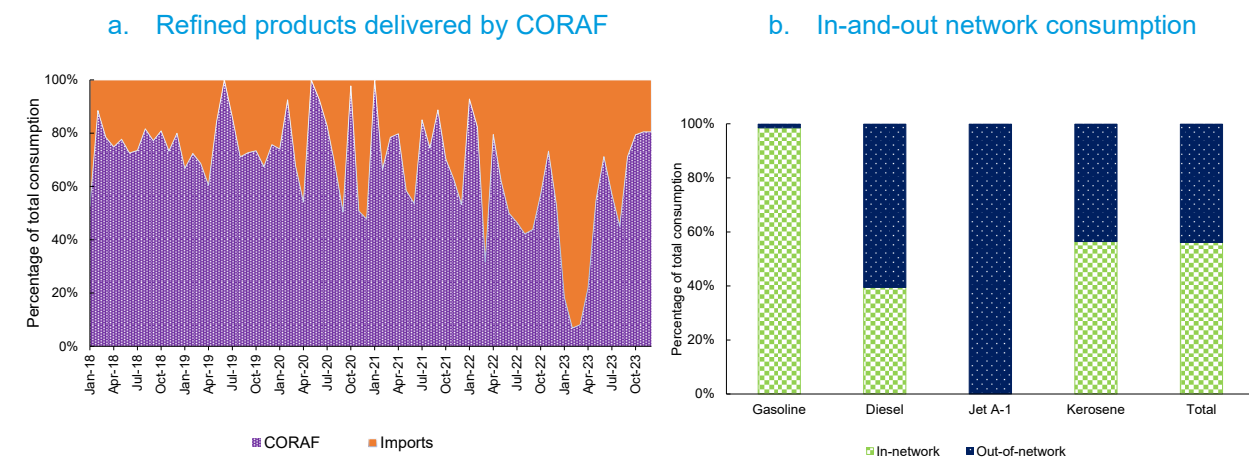 a. Refined products delivered by CORAF
Percentage of total consumption
100%
80%
60%
40%
20%
0%
Jan-18
Apr-18
Jul-18
Oct-18
Jan-19
Apr-19
Jul-19
Oct-19
Jan-20
Apr-20
Jul-20
Oct-20
Jan-21
Apr-21
Jul-21
Oct-21
Jan-22
Apr-22
Jul-22
Oct-22
Jan-23
Apr-23
Jul-23
Oct-23
CORAF Imports
b. In-and-out network consumption
Percentage of total consumption
100%
80%
60%
40%
20%
0%
Gasoline Diesel Jet A-1 Kerosene Total
In-network Out-of-network